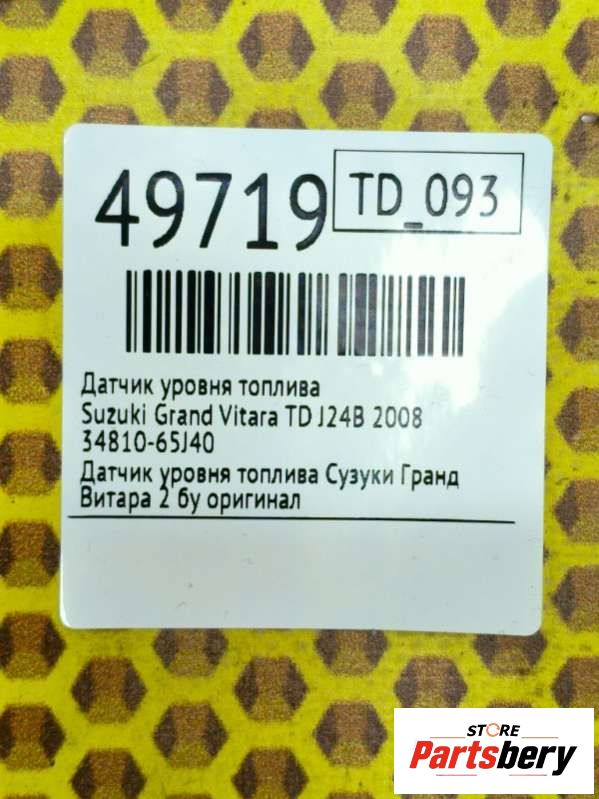 49719
TD_093
Датчик уровня топлива
Suzuki Grand Vitara TD J24B 2008
34810-65J40
Датчик уровня топлива Сузуки Гранд
Витара 2 бу оригинал
STORE
Partsbery